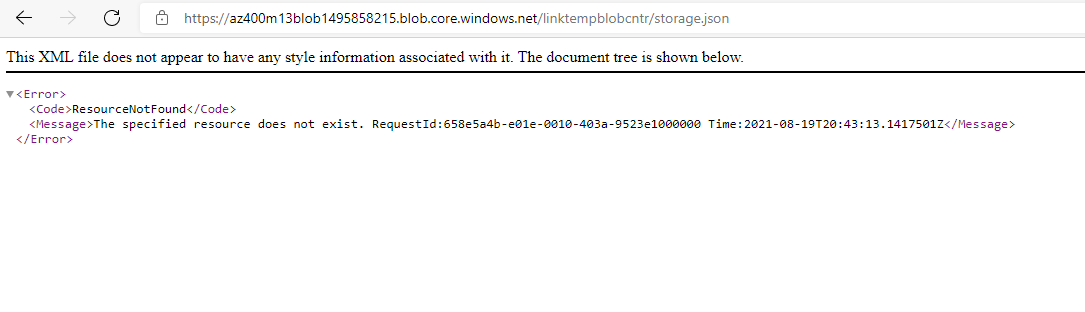 https://az400m13blob1495858215.blob.core.windows.net/linktempblobcntr/storage.json
This XML file does not appear to have any style information associated with it. The document tree is shown below.
▼<Error>
<Code>ResourceNotFound</Code>
<Message>The specified resource does not exist. RequestId:658e5a4b-e01e-0010-403a-9523e1000000 Time:2021-08-19T20:43:13.1417501Z</Message>
</Error>